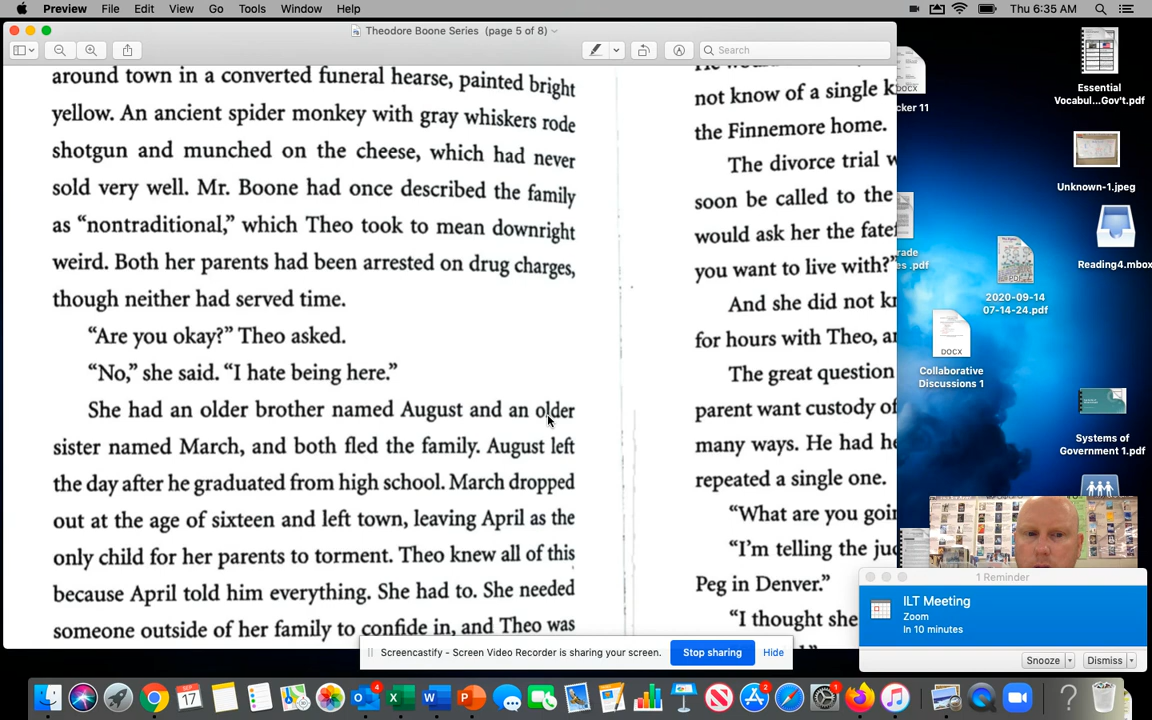 Preview File Edit View Go Tools Window Help
Thu 6:35 AM
Theodore Boone Series (page 5 of 8)
Search
around town in a converted funeral hearse, painted bright
yellow. An ancient spider monkey with gray whiskers rode
shotgun and munched on the cheese, which had never
sold very well. Mr. Boone had once described the family
as “nontraditional,” which Theo took to mean downright
weird. Both her parents had been arrested on drug charges,
though neither had served time.
“Are you okay?” Theo asked.
“No,” she said. “I hate being here.”
She had an older brother named August and an older
sister named March, and both fled the family. August left
the day after he graduated from high school. March dropped
out at the age of sixteen and left town, leaving April as the
only child for her parents to torment. Theo knew all of this
because April told him everything. She had to. She needed
someone outside of her family to confide in, and Theo was
not know of a single k
the Finnemore home.
The divorce trial w
soon be called to the
would ask her the fatef
you want to live with?”
And she did not kn
for hours with Theo, an
The great question
parent want custody of
many ways. He had he
repeated a single one.
“What are you goin
“I’m telling the jud
Peg in Denver.”
“I thought she
DOCX
cker 11
Essential
Vocabul...Gov't.pdf
Unknown-1.jpeg
rade
es .pdf
Reading4.mbox
PDF
2020-09-14
07-14-24.pdf
DOCX
Collaborative
Discussions 1
Systems of
Government 1.pdf
1 Reminder
ILT Meeting
Zoom
In 10 minutes
Snooze
Dismiss
Screencastify - Screen Video Recorder is sharing your screen.
Stop sharing
Hide
17
4
2
1